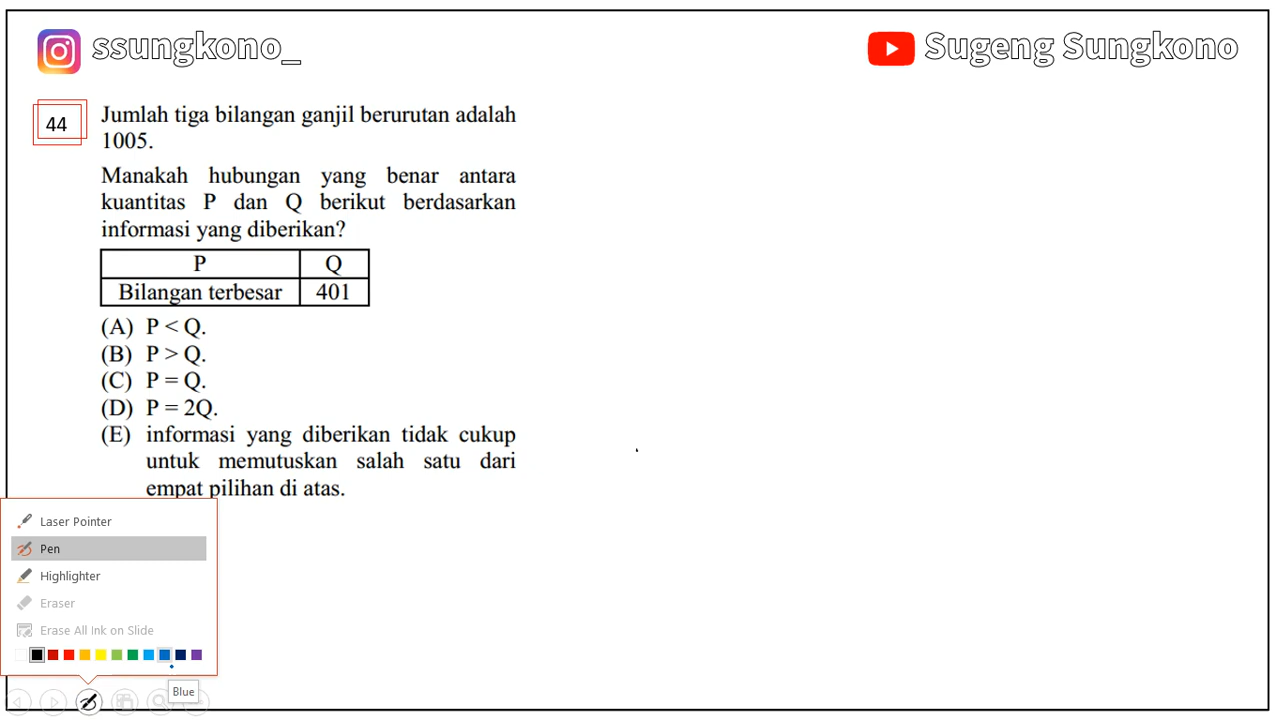 ssungkono_
Sugeng Sungkono
44
Jumlah tiga bilangan ganjil berurutan adalah
1005.
Manakah hubungan yang benar antara
kuantitas P dan Q berikut berdasarkan
informasi yang diberikan?
P Q
Bilangan terbesar 401
(A) P < Q.
(B) P > Q.
(C) P = Q.
(D) P = 2Q.
(E) informasi yang diberikan tidak cukup
untuk memutuskan salah satu dari
empat pilihan di atas.
Laser Pointer
Pen
Highlighter
Eraser
Erase All Ink on Slide
Blue